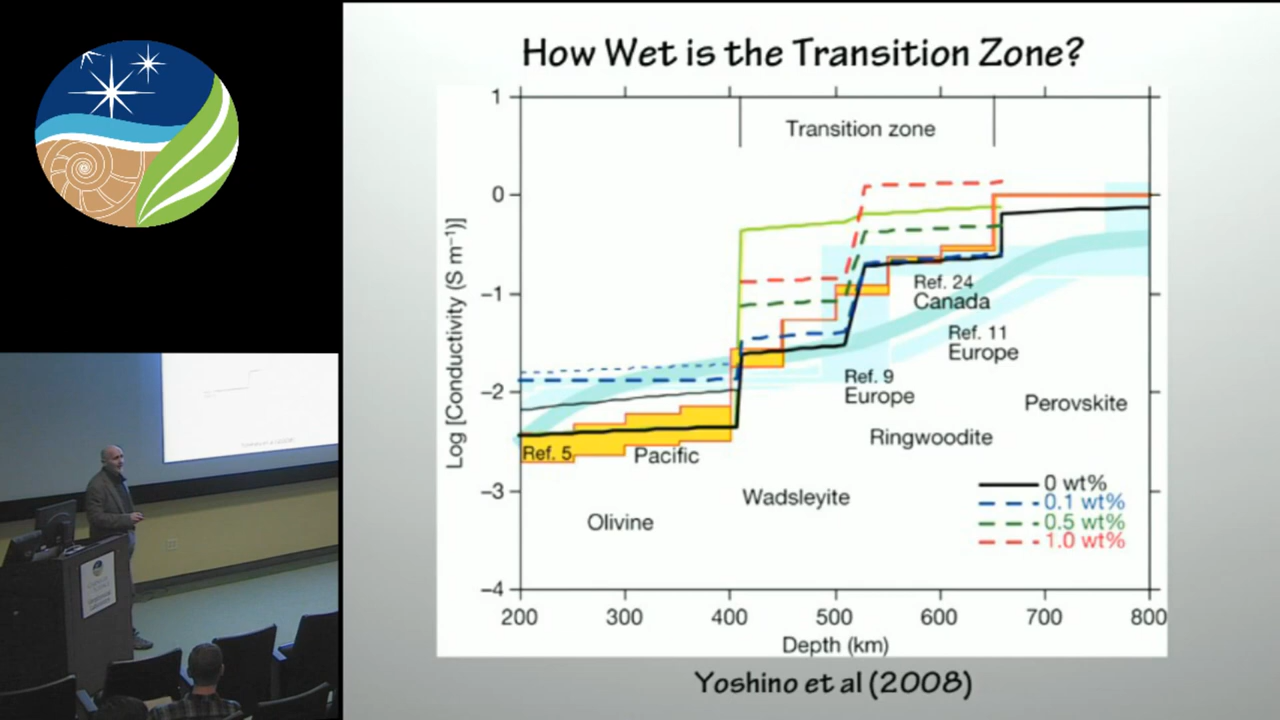 How Wet is the Transition Zone?
1
0
−1
−2
−3
−4
Log [Conductivity (S m⁻¹)]
Transition zone
Ref. 24
Canada
Ref. 11
Europe
Ref. 9
Europe
Perovskite
Ringwoodite
Ref. 5
Pacific
Wadsleyite
Olivine
0 wt%
0.1 wt%
0.5 wt%
1.0 wt%
200 300 400 500 600 700 800
Depth (km)
Yoshino et al (2008)